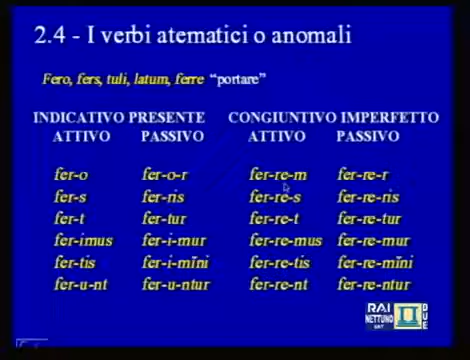 2.4 - I verbi atematici o anomali
Fero, fers, tuli, latum, ferre “portare”
INDICATIVO PRESENTE CONGIUNTIVO IMPERFETTO
ATTIVO PASSIVO ATTIVO PASSIVO
fer-o fer-o-r fer-re-m fer-re-r
fer-s fer-ris fer-re-s fer-re-ris
fer-t fer-tur fer-re-t fer-re-tur
fer-imus fer-i-mur fer-re-mus fer-re-mur
fer-tis fer-i-mĭni fer-re-tis fer-re-mĭni
fer-u-nt fer-u-ntur fer-re-nt fer-re-ntur
RAI
NETTUNO
SAT
DUE